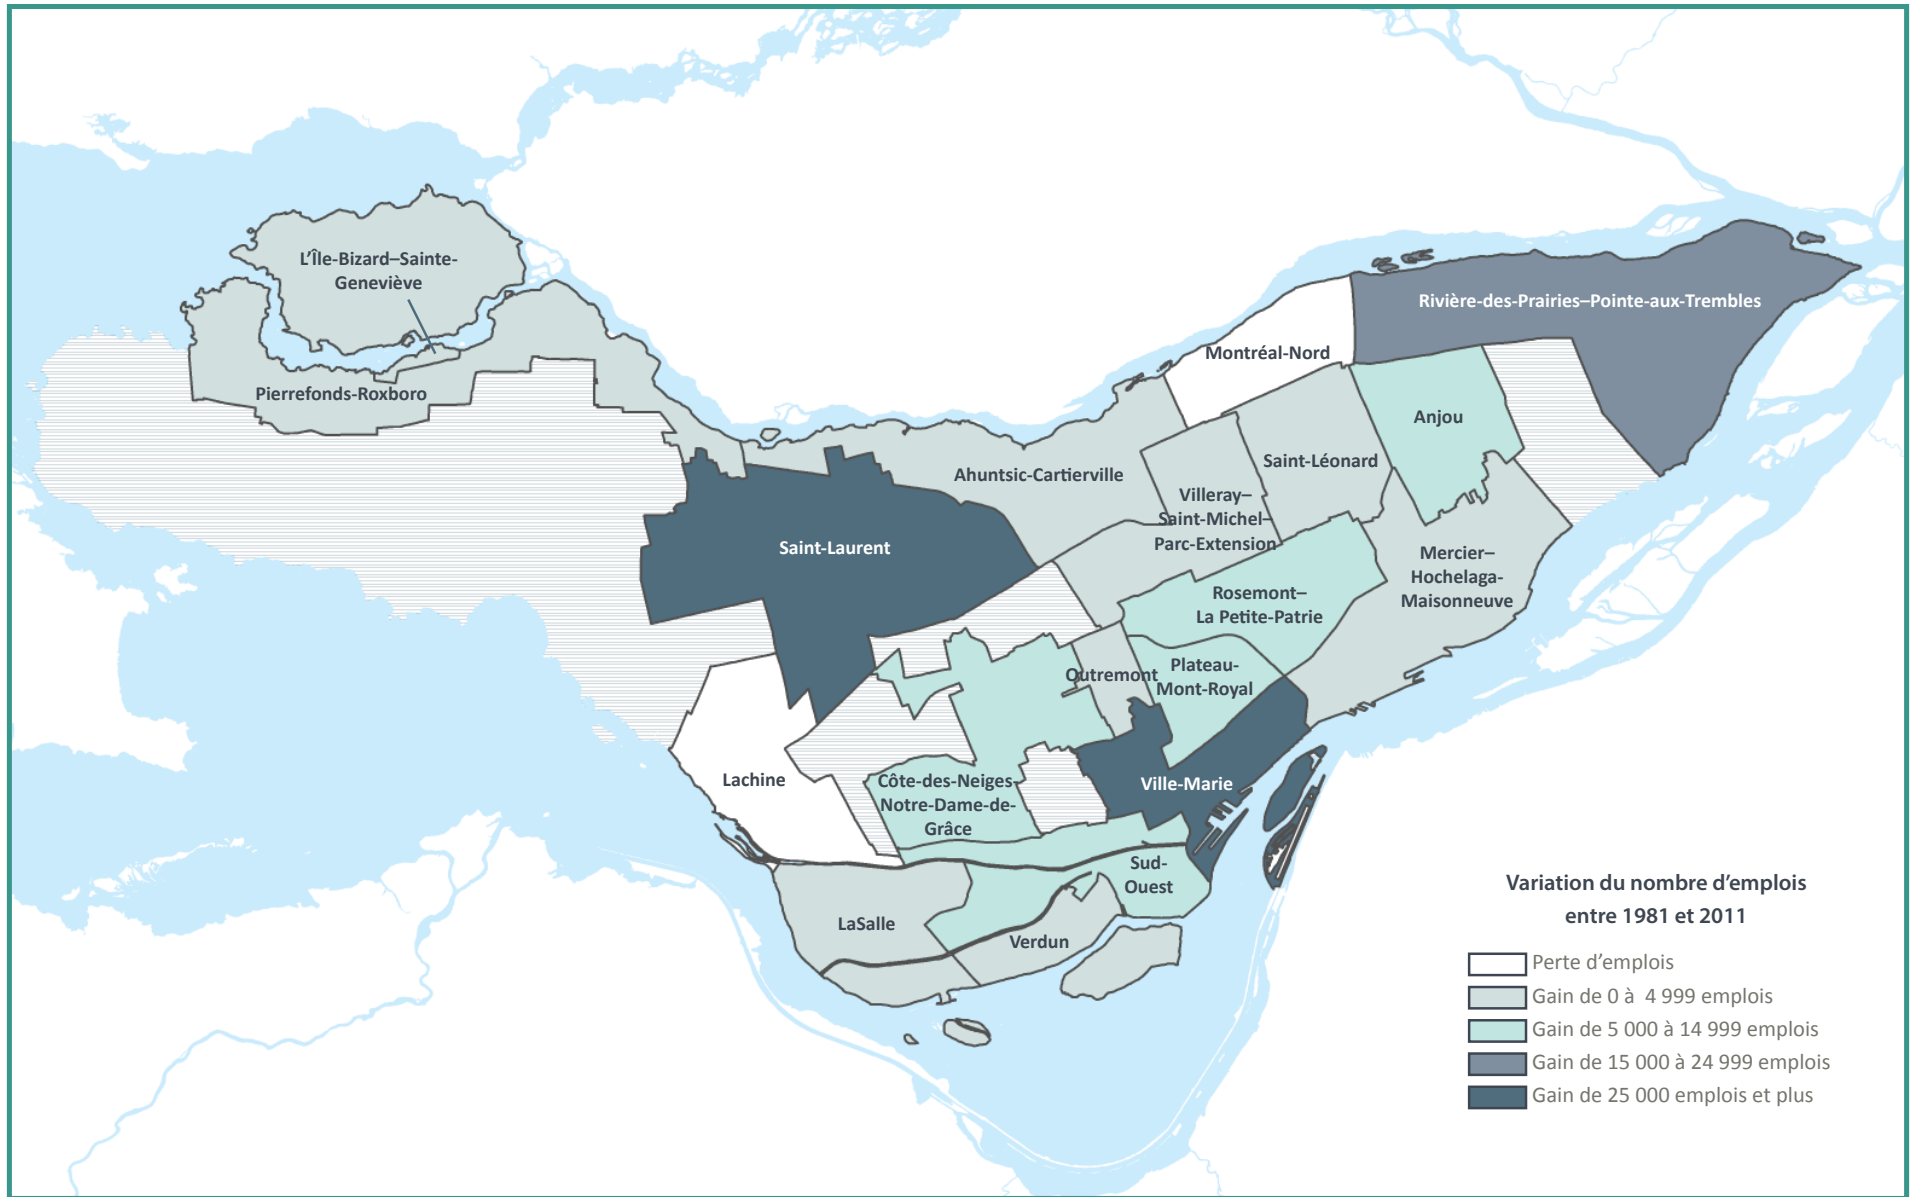 L'Île-Bizard–Sainte-
Geneviève
Pierrefonds-Roxboro
Rivière-des-Prairies–Pointe-aux-Trembles
Montréal-Nord
Anjou
Ahuntsic-Cartierville
Saint-Léonard
Villeray–
Saint-Michel–
Parc-Extension
Saint-Laurent
Mercier–
Hochelaga-
Maisonneuve
Rosemont–
La Petite-Patrie
Outremont
Plateau-
Mont-Royal
Lachine
Côte-des-Neiges-
Notre-Dame-de-
Grâce
Ville-Marie
Sud-
Ouest
LaSalle
Verdun
Variation du nombre d'emplois
entre 1981 et 2011
Perte d'emplois
Gain de 0 à 4 999 emplois
Gain de 5 000 à 14 999 emplois
Gain de 15 000 à 24 999 emplois
Gain de 25 000 emplois et plus